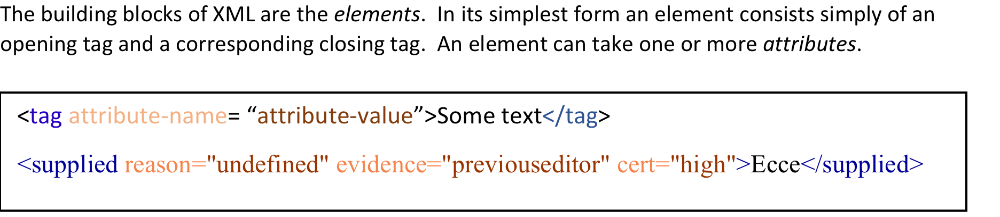 The building blocks of XML are the elements.  In its simplest form an element consists simply of an
opening tag and a corresponding closing tag.  An element can take one or more attributes.
<tag attribute-name= “attribute-value”>Some text</tag>
<supplied reason="undefined" evidence="previouseditor" cert="high">Ecce</supplied>